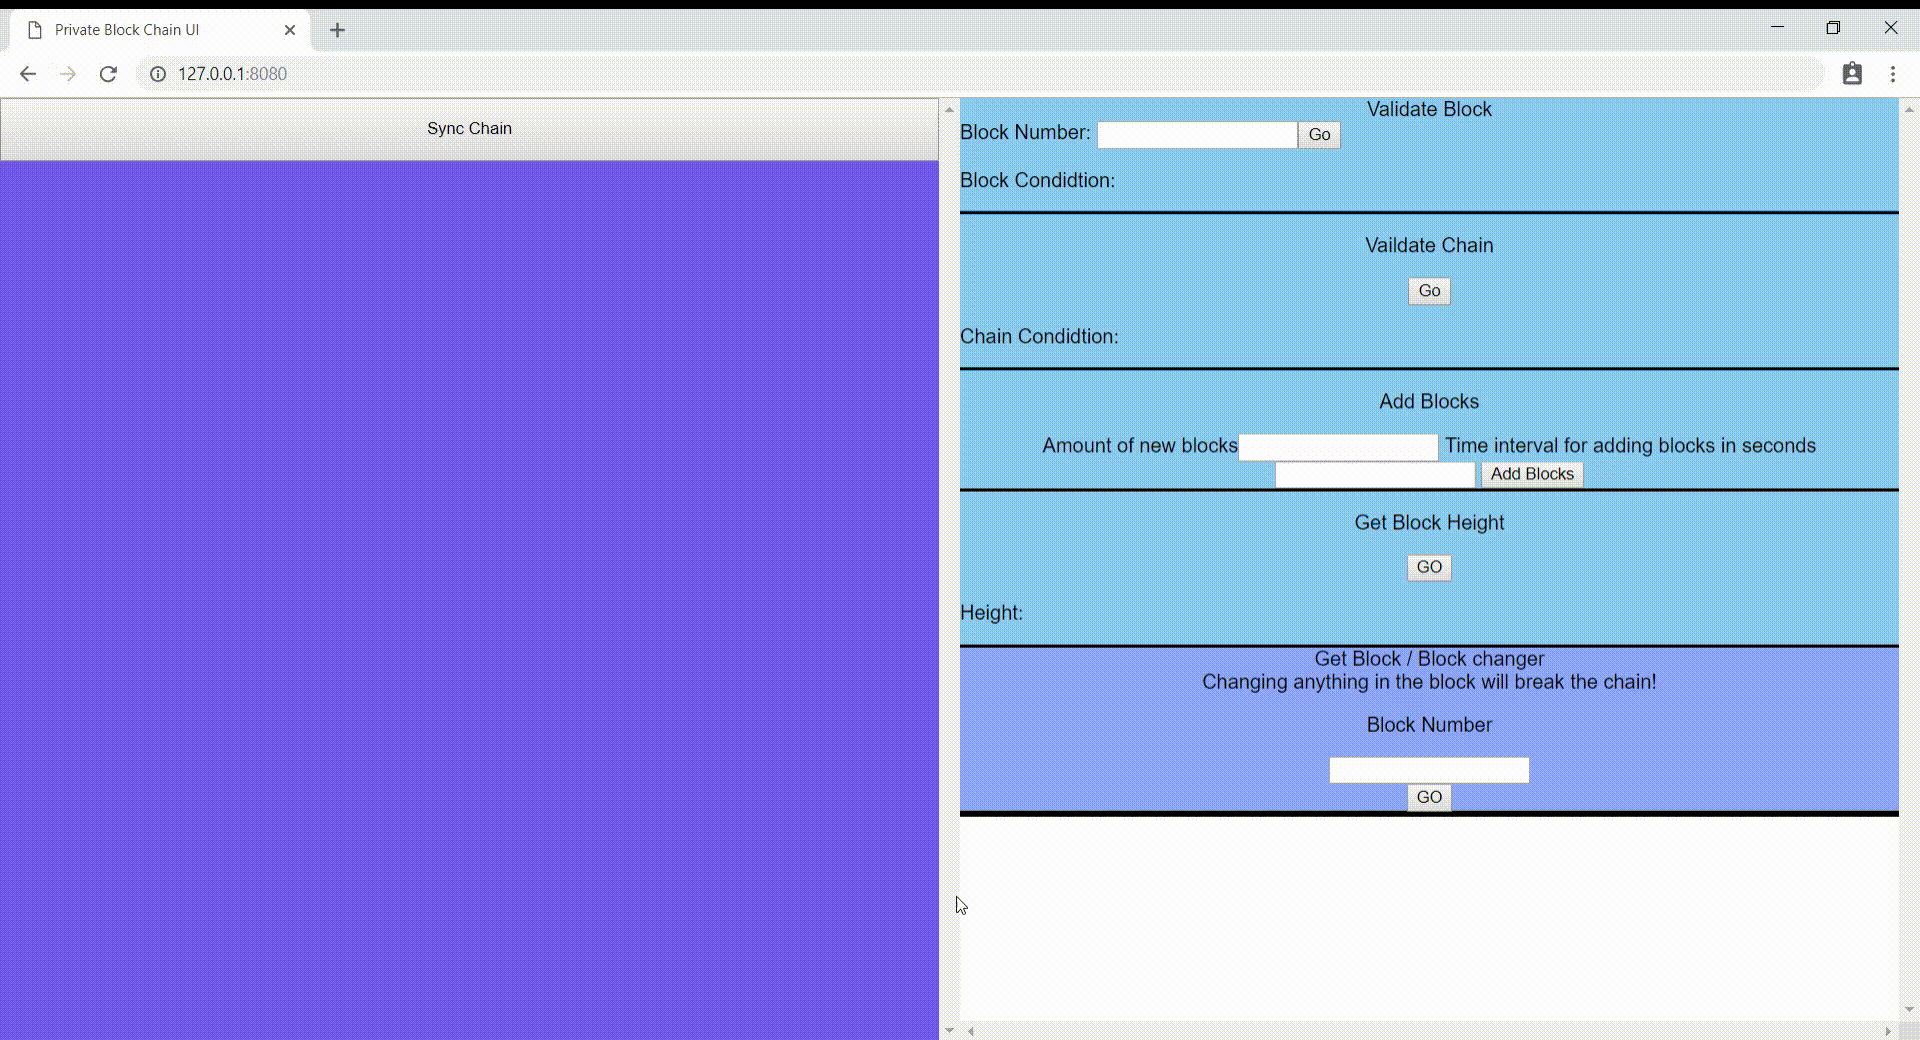 Private Block Chain UI
127.0.0.1:8080
Sync Chain
Validate Block
Block Number: Go
Block Condidtion:
Vaildate Chain
Go
Chain Condidtion:
Add Blocks
Amount of new blocks Time interval for adding blocks in seconds
Add Blocks
Get Block Height
GO
Height:
Get Block / Block changer
Changing anything in the block will break the chain!
Block Number
GO